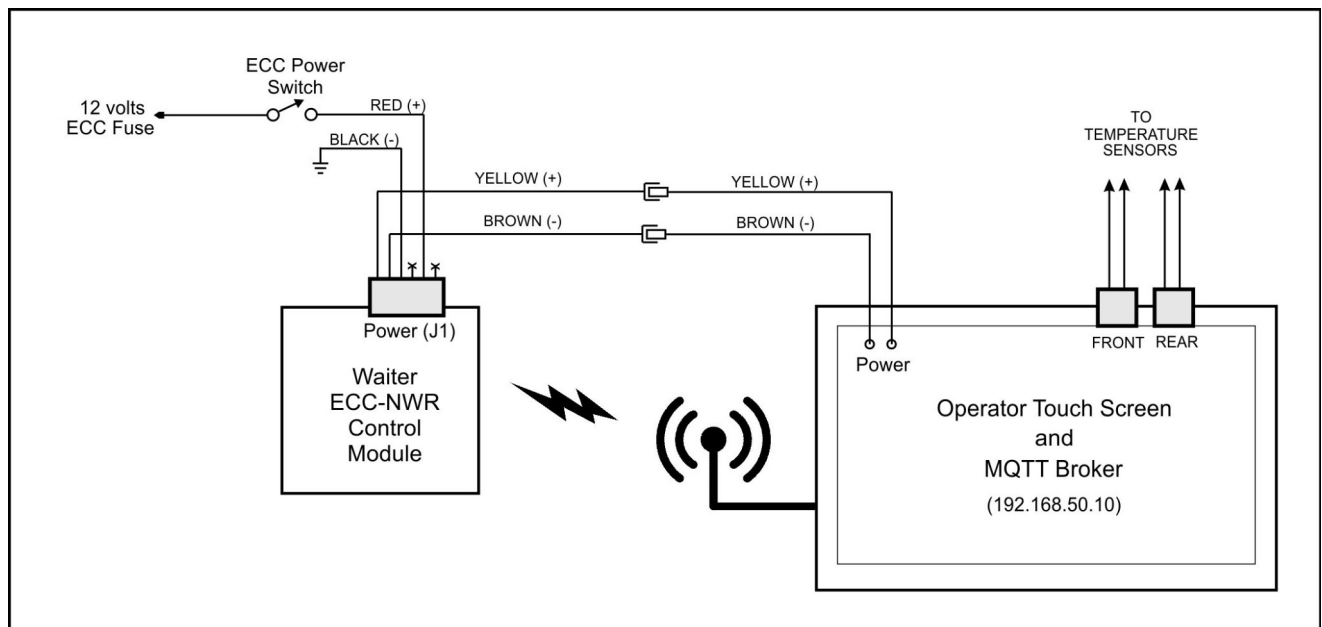 ECC Power
Switch
12 volts
ECC Fuse
RED (+)
BLACK (-)
YELLOW (+)
YELLOW (+)
BROWN (-)
BROWN (-)
TO
TEMPERATURE
SENSORS
Power (J1)
Waiter
ECC-NWR
Control
Module
FRONT
REAR
Power
Operator Touch Screen
and
MQTT Broker
(192.168.50.10)